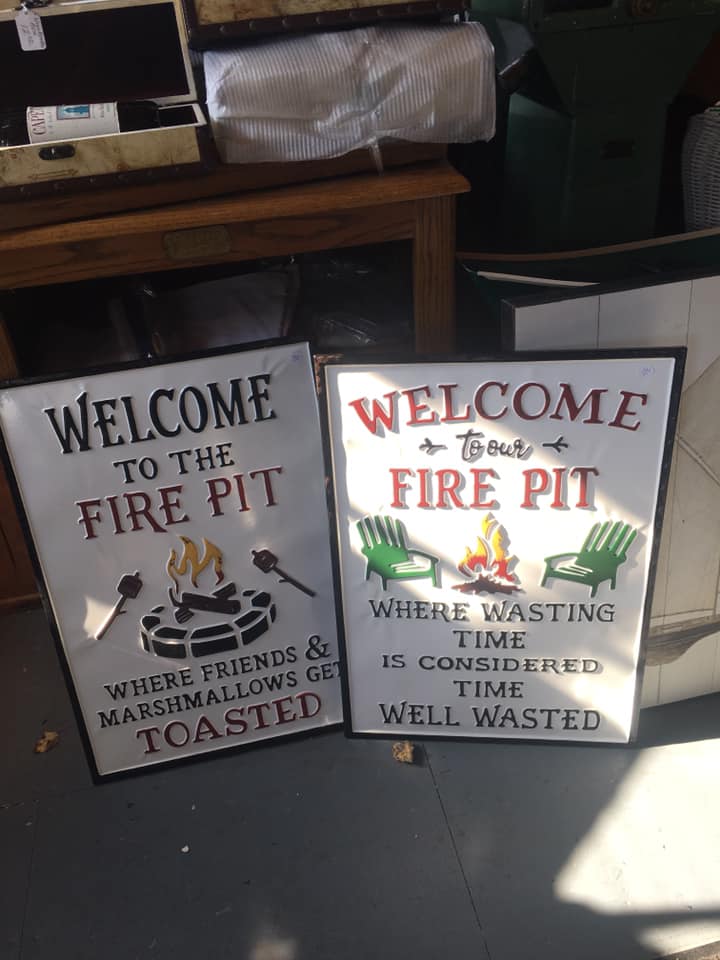 CAPE
WELCOME
TO THE
FIRE PIT
WHERE FRIENDS &
MARSHMALLOWS GET
TOASTED
WELCOME
to our
FIRE PIT
WHERE WASTING
TIME
IS CONSIDERED
TIME
WELL WASTED